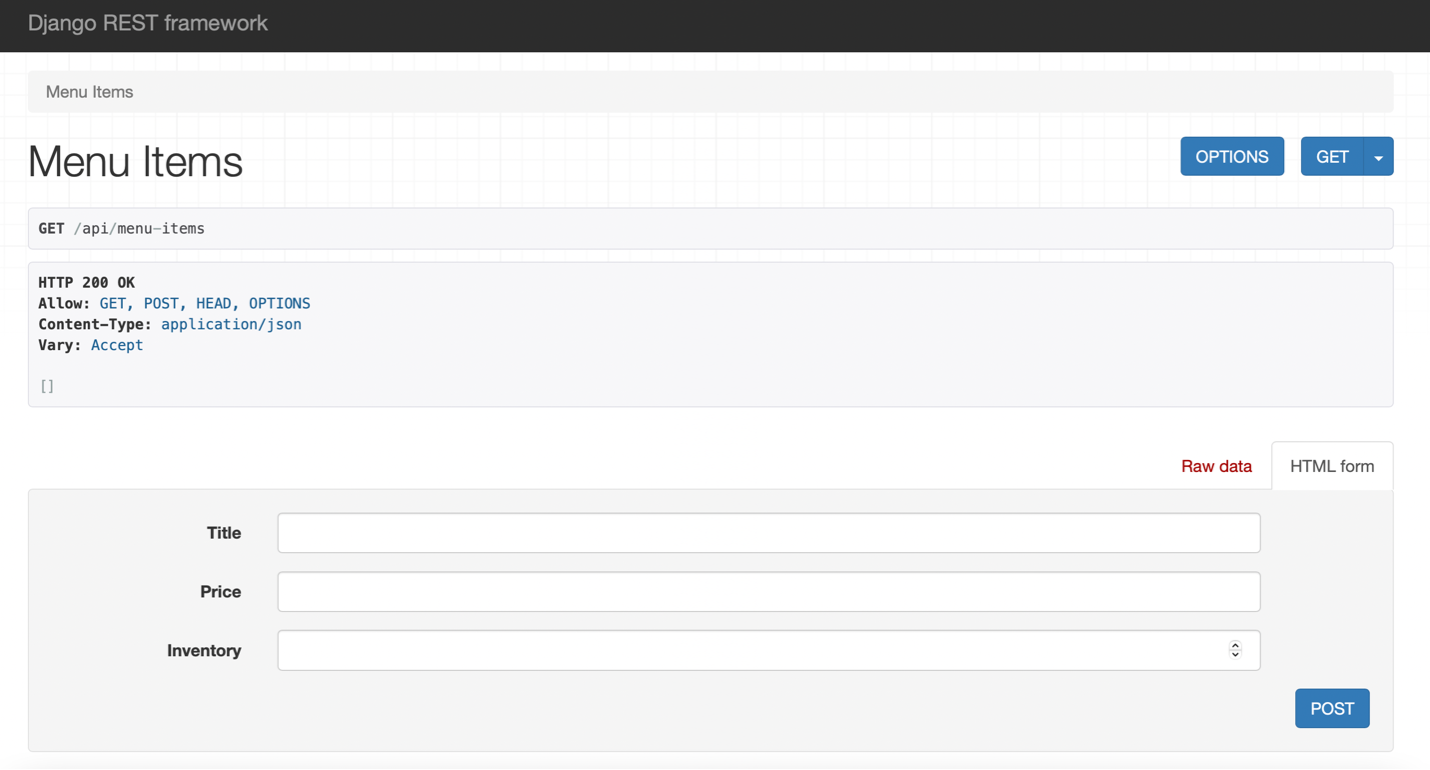 Django REST framework
Menu Items
Menu Items
OPTIONS
GET
GET /api/menu-items
HTTP 200 OK
Allow: GET, POST, HEAD, OPTIONS
Content-Type: application/json
Vary: Accept
[]
Raw data
HTML form
Title
Price
Inventory
POST